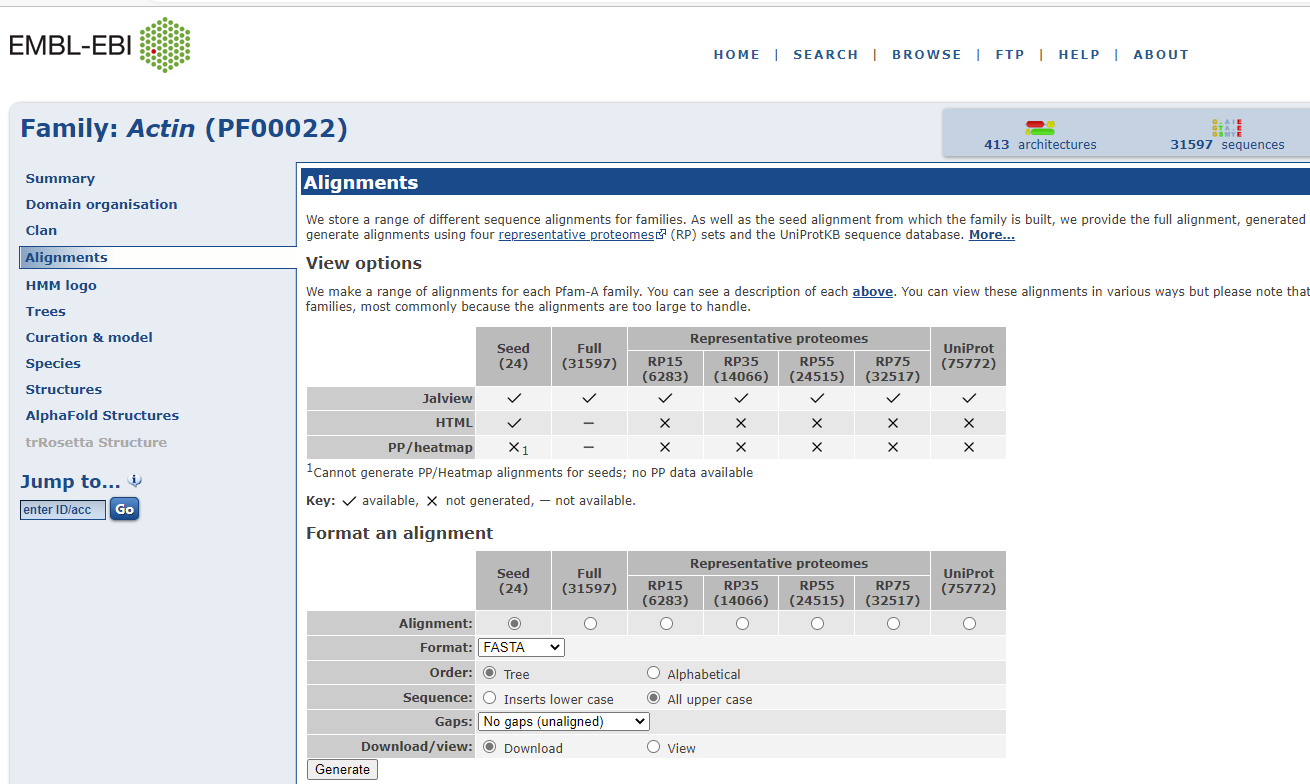 EMBL-EBI
HOME | SEARCH | BROWSE | FTP | HELP | ABOUT
Family: Actin (PF00022)
413 architectures
31597 sequences
Summary
Domain organisation
Clan
Alignments
HMM logo
Trees
Curation & model
Species
Structures
AlphaFold Structures
trRosetta Structure
Jump to...
enter ID/acc Go
Alignments
We store a range of different sequence alignments for families. As well as the seed alignment from which the family is built, we provide the full alignment, generated
generate alignments using four representative proteomes (RP) sets and the UniProtKB sequence database. More...
View options
We make a range of alignments for each Pfam-A family. You can see a description of each above. You can view these alignments in various ways but please note that
families, most commonly because the alignments are too large to handle.
Seed (24) Full (31597) Representative proteomes UniProt (75772)
RP15 (6283) RP35 (14066) RP55 (24515) RP75 (32517)
Jalview ✓ ✓ ✓ ✓ ✓ ✓ ✓
HTML ✓ — ✕ ✕ ✕ ✕ ✕
PP/heatmap ✕1 — ✕ ✕ ✕ ✕ ✕
1Cannot generate PP/Heatmap alignments for seeds; no PP data available
Key: ✓ available, ✕ not generated, — not available.
Format an alignment
Seed (24) Full (31597) Representative proteomes UniProt (75772)
RP15 (6283) RP35 (14066) RP55 (24515) RP75 (32517)
Alignment:
Format: FASTA
Order: Tree Alphabetical
Sequence: Inserts lower case All upper case
Gaps: No gaps (unaligned)
Download/view: Download View
Generate